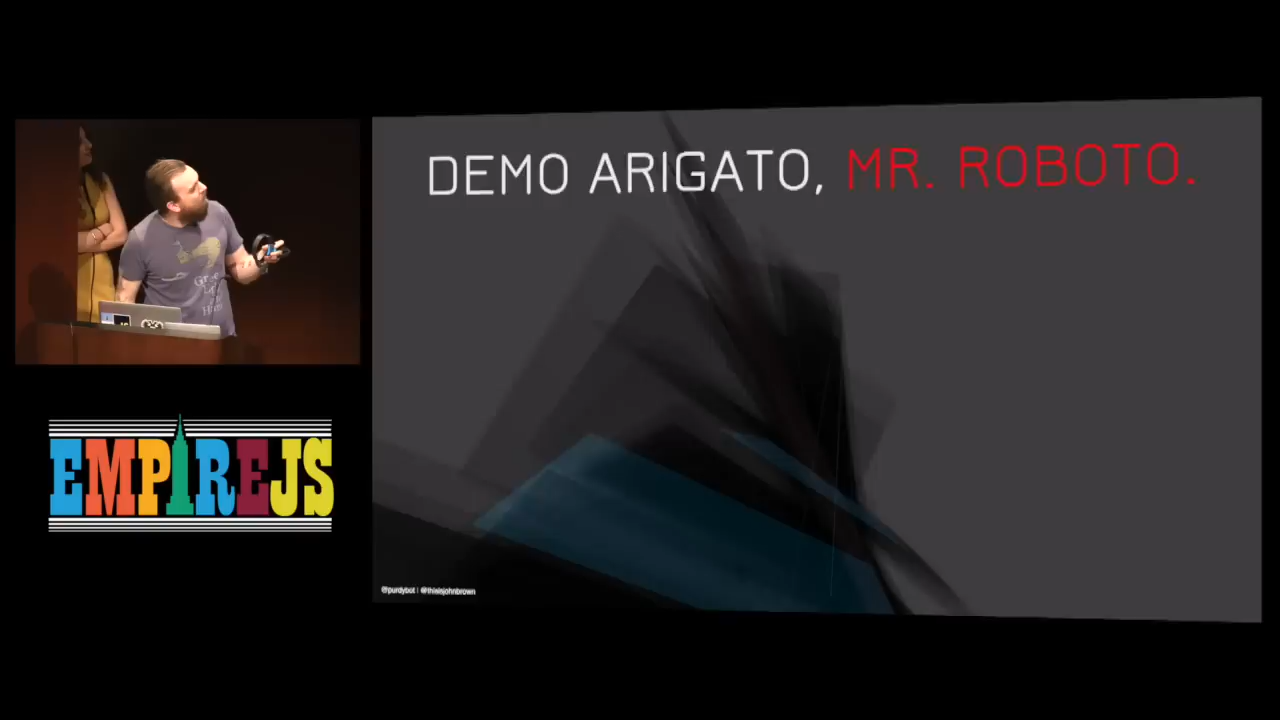 DEMO ARIGATO, MR. ROBOTO.
EMPIREJS
@purdybot | @thisisjohnbrown